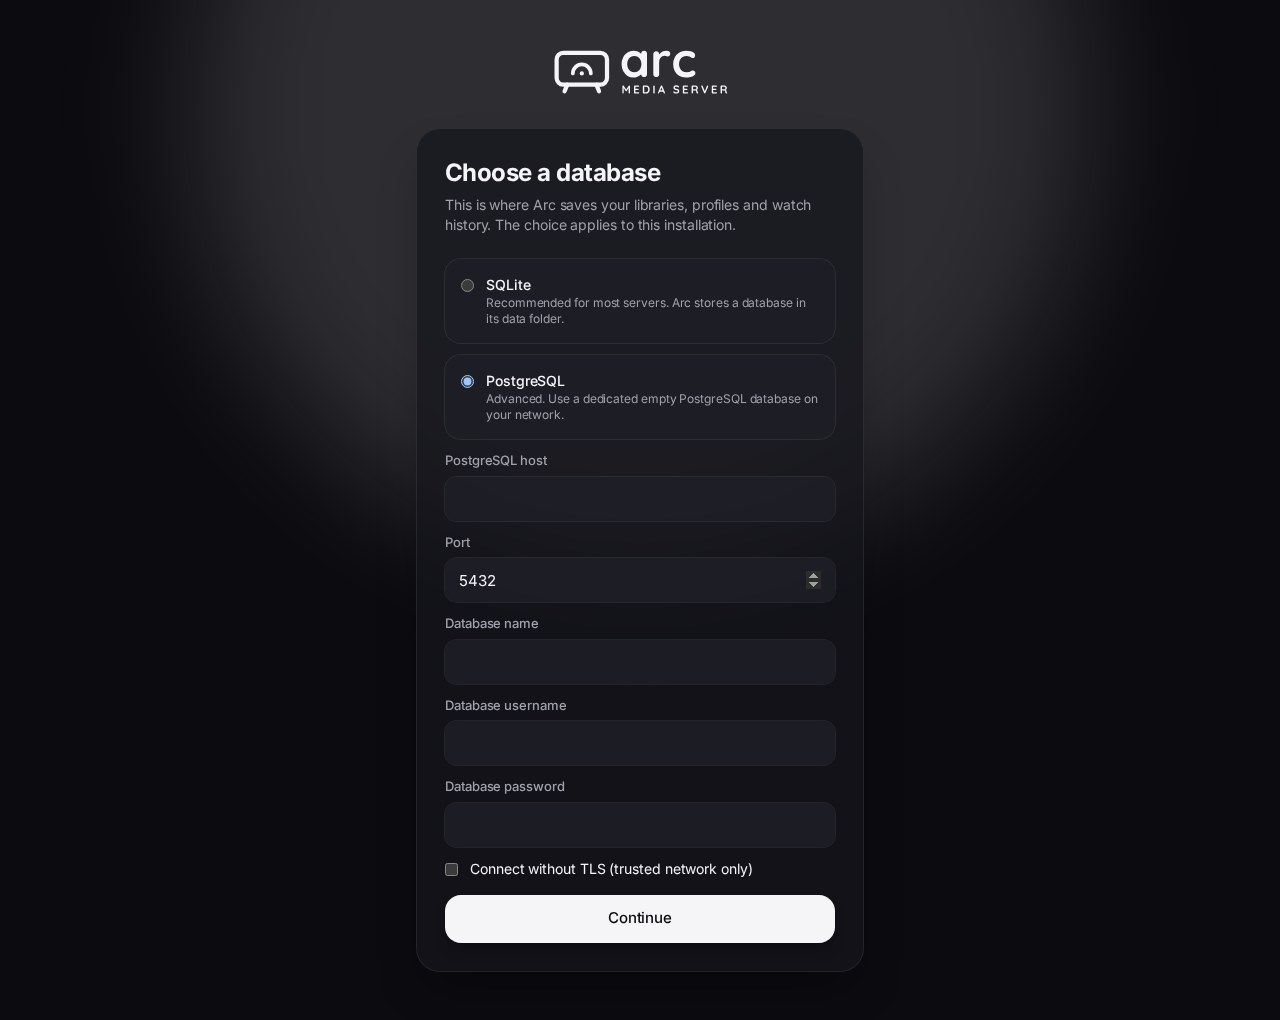 arc
MEDIA SERVER
Choose a database
This is where Arc saves your libraries, profiles and watch
history. The choice applies to this installation.
SQLite
Recommended for most servers. Arc stores a database in
its data folder.
PostgreSQL
Advanced. Use a dedicated empty PostgreSQL database on
your network.
PostgreSQL host
Port
5432
Database name
Database username
Database password
Connect without TLS (trusted network only)
Continue